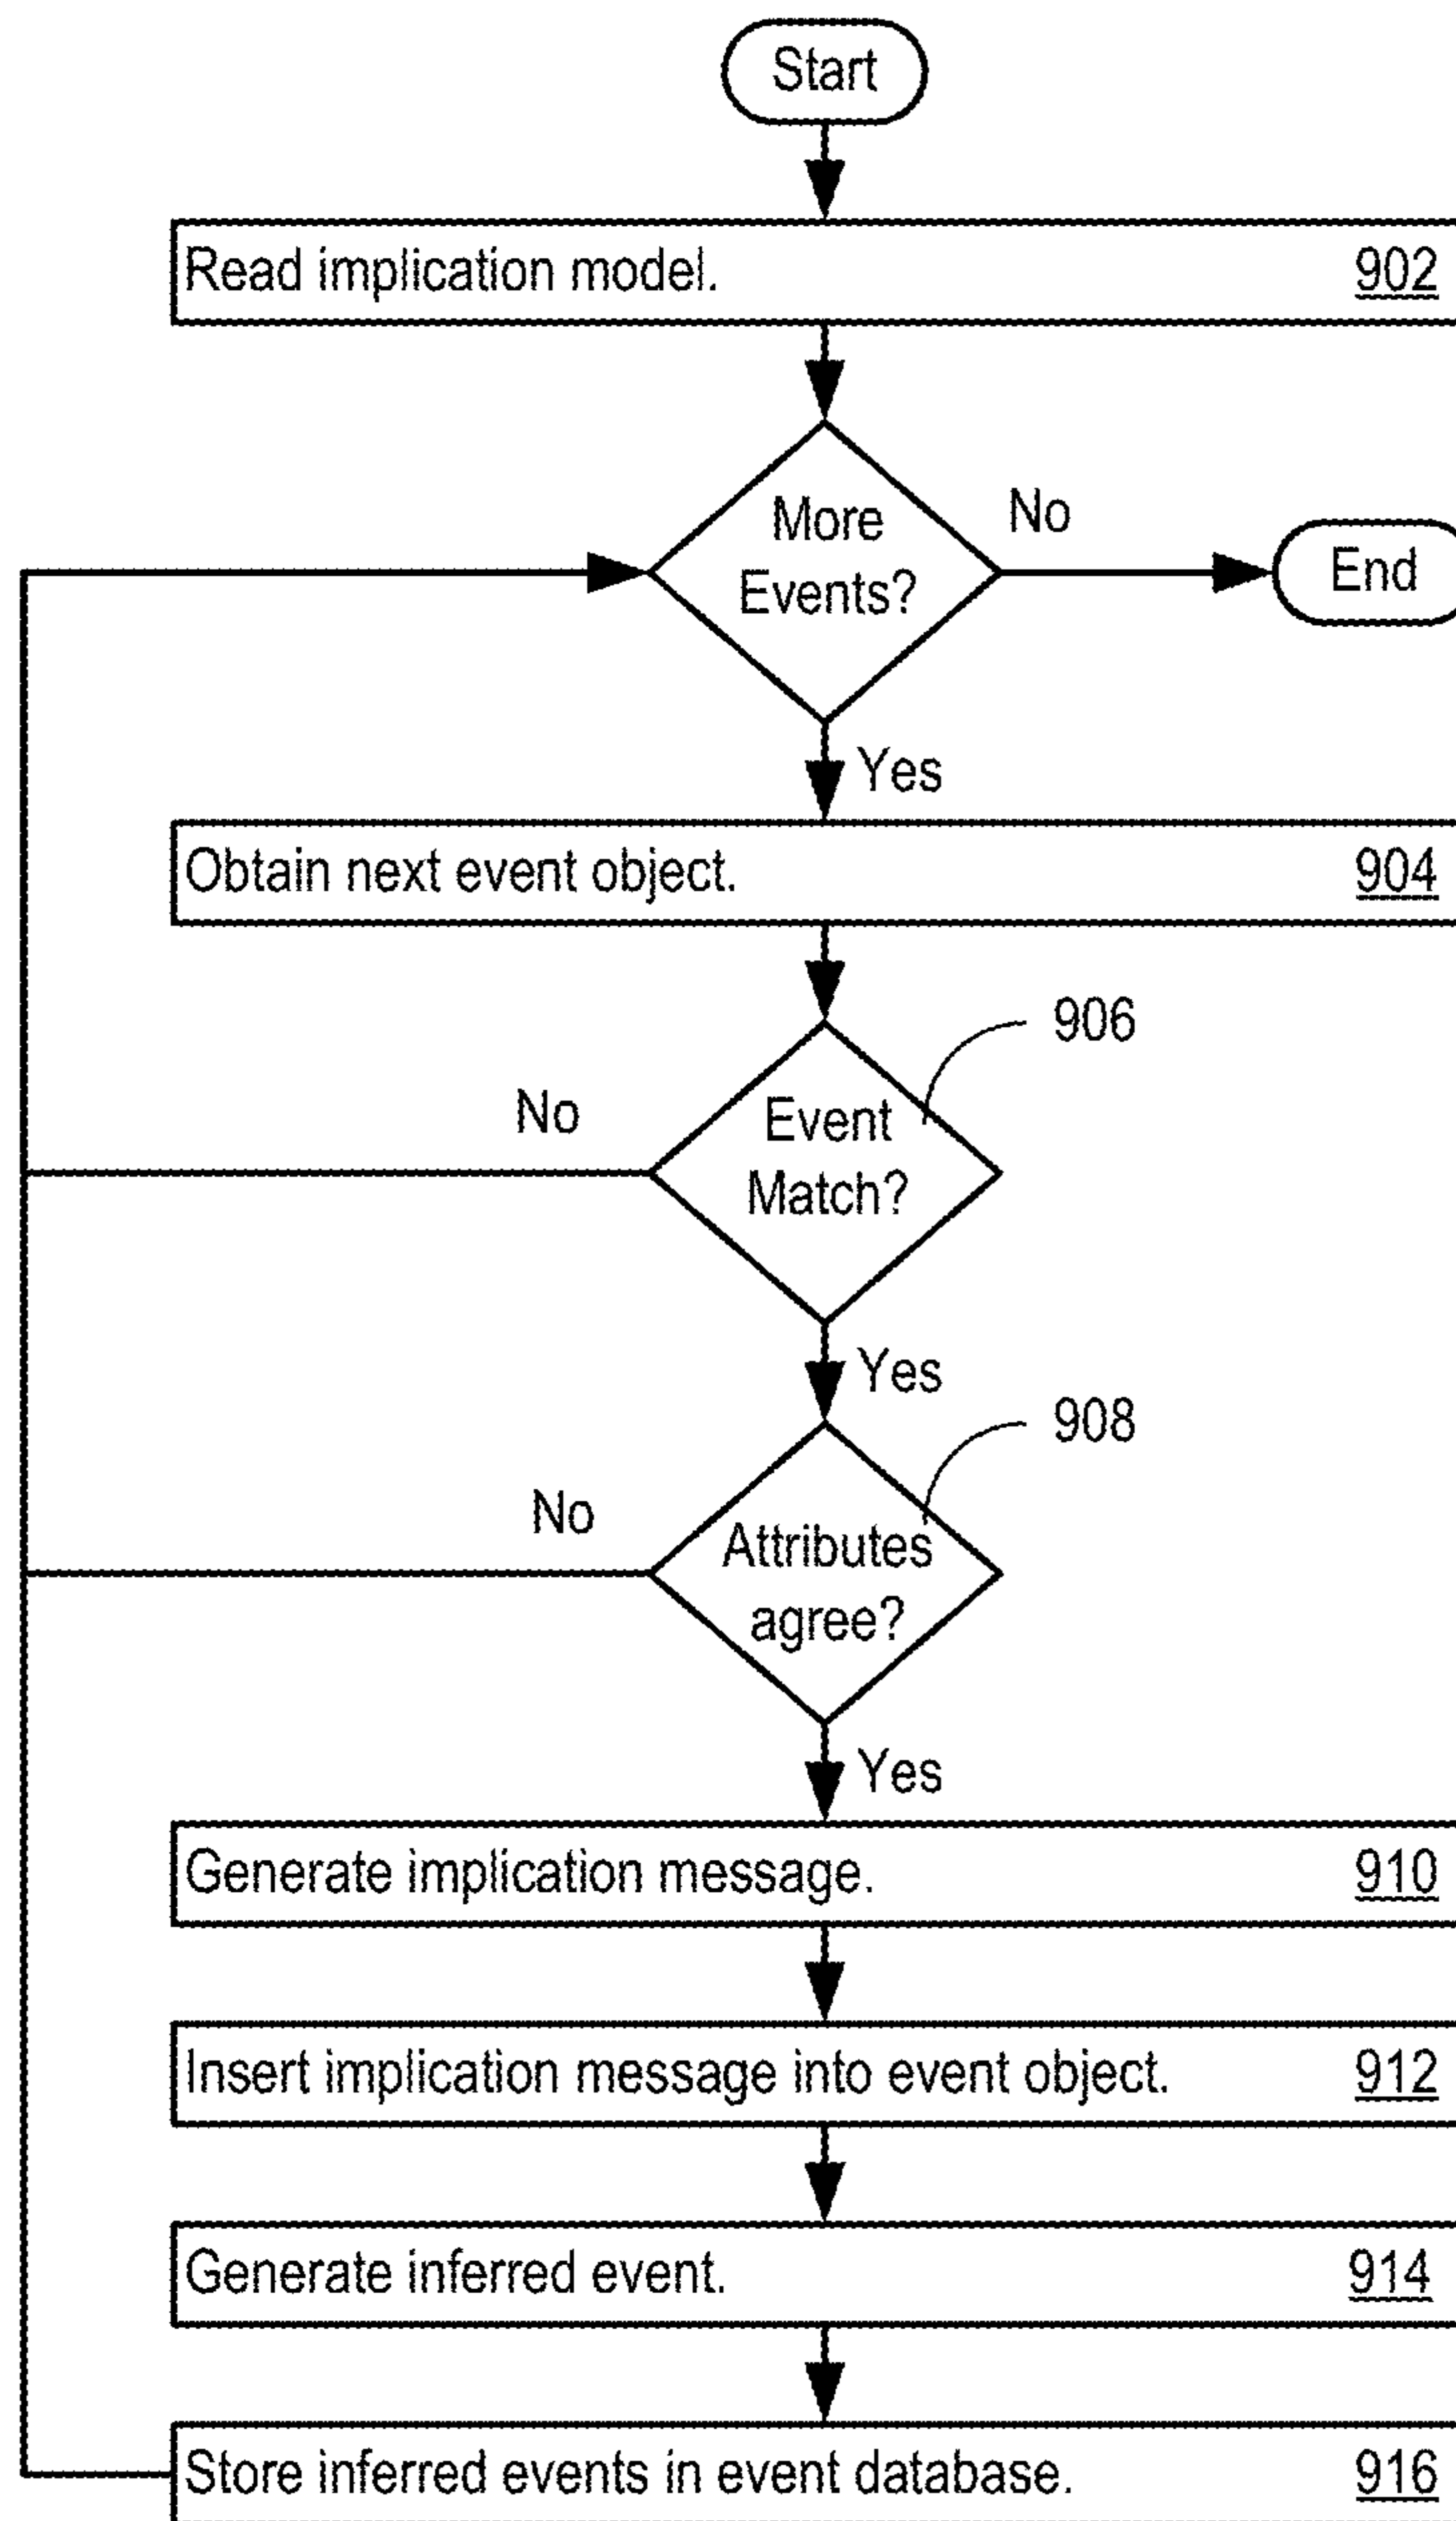 Start
Read implication model. 902
More
Events?
No
End
Yes
Obtain next event object. 904
906
Event
Match?
No
Yes
908
Attributes
agree?
No
Yes
Generate implication message. 910
Insert implication message into event object. 912
Generate inferred event. 914
Store inferred events in event database. 916